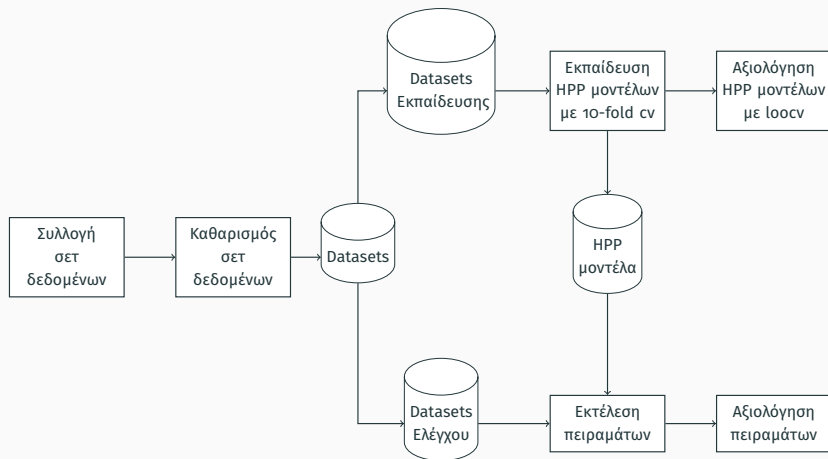 Datasets
Εκπαίδευσης
Εκπαίδευση
HPP μοντέλων
με 10-fold cv
Αξιολόγηση
HPP μοντέλων
με loocv
Συλλογή
σετ
δεδομένων
Καθαρισμός
σετ
δεδομένων
Datasets
HPP
μοντέλα
Datasets
Ελέγχου
Εκτέλεση
πειραμάτων
Αξιολόγηση
πειραμάτων